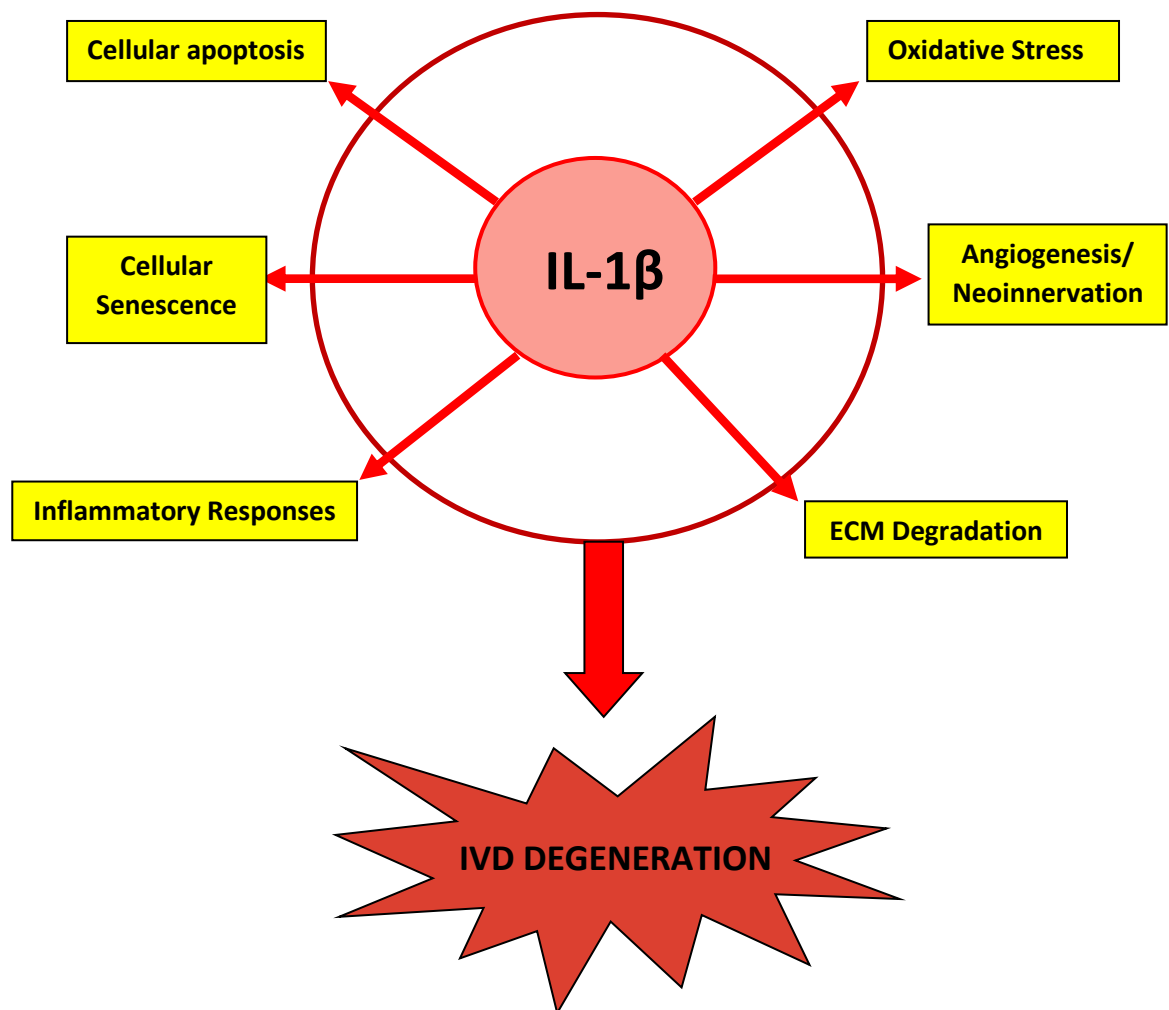 Cellular apoptosis
Oxidative Stress
IL-1β
Cellular
Senescence
Angiogenesis/
Neoinnervation
Inflammatory Responses
ECM Degradation
IVD DEGENERATION